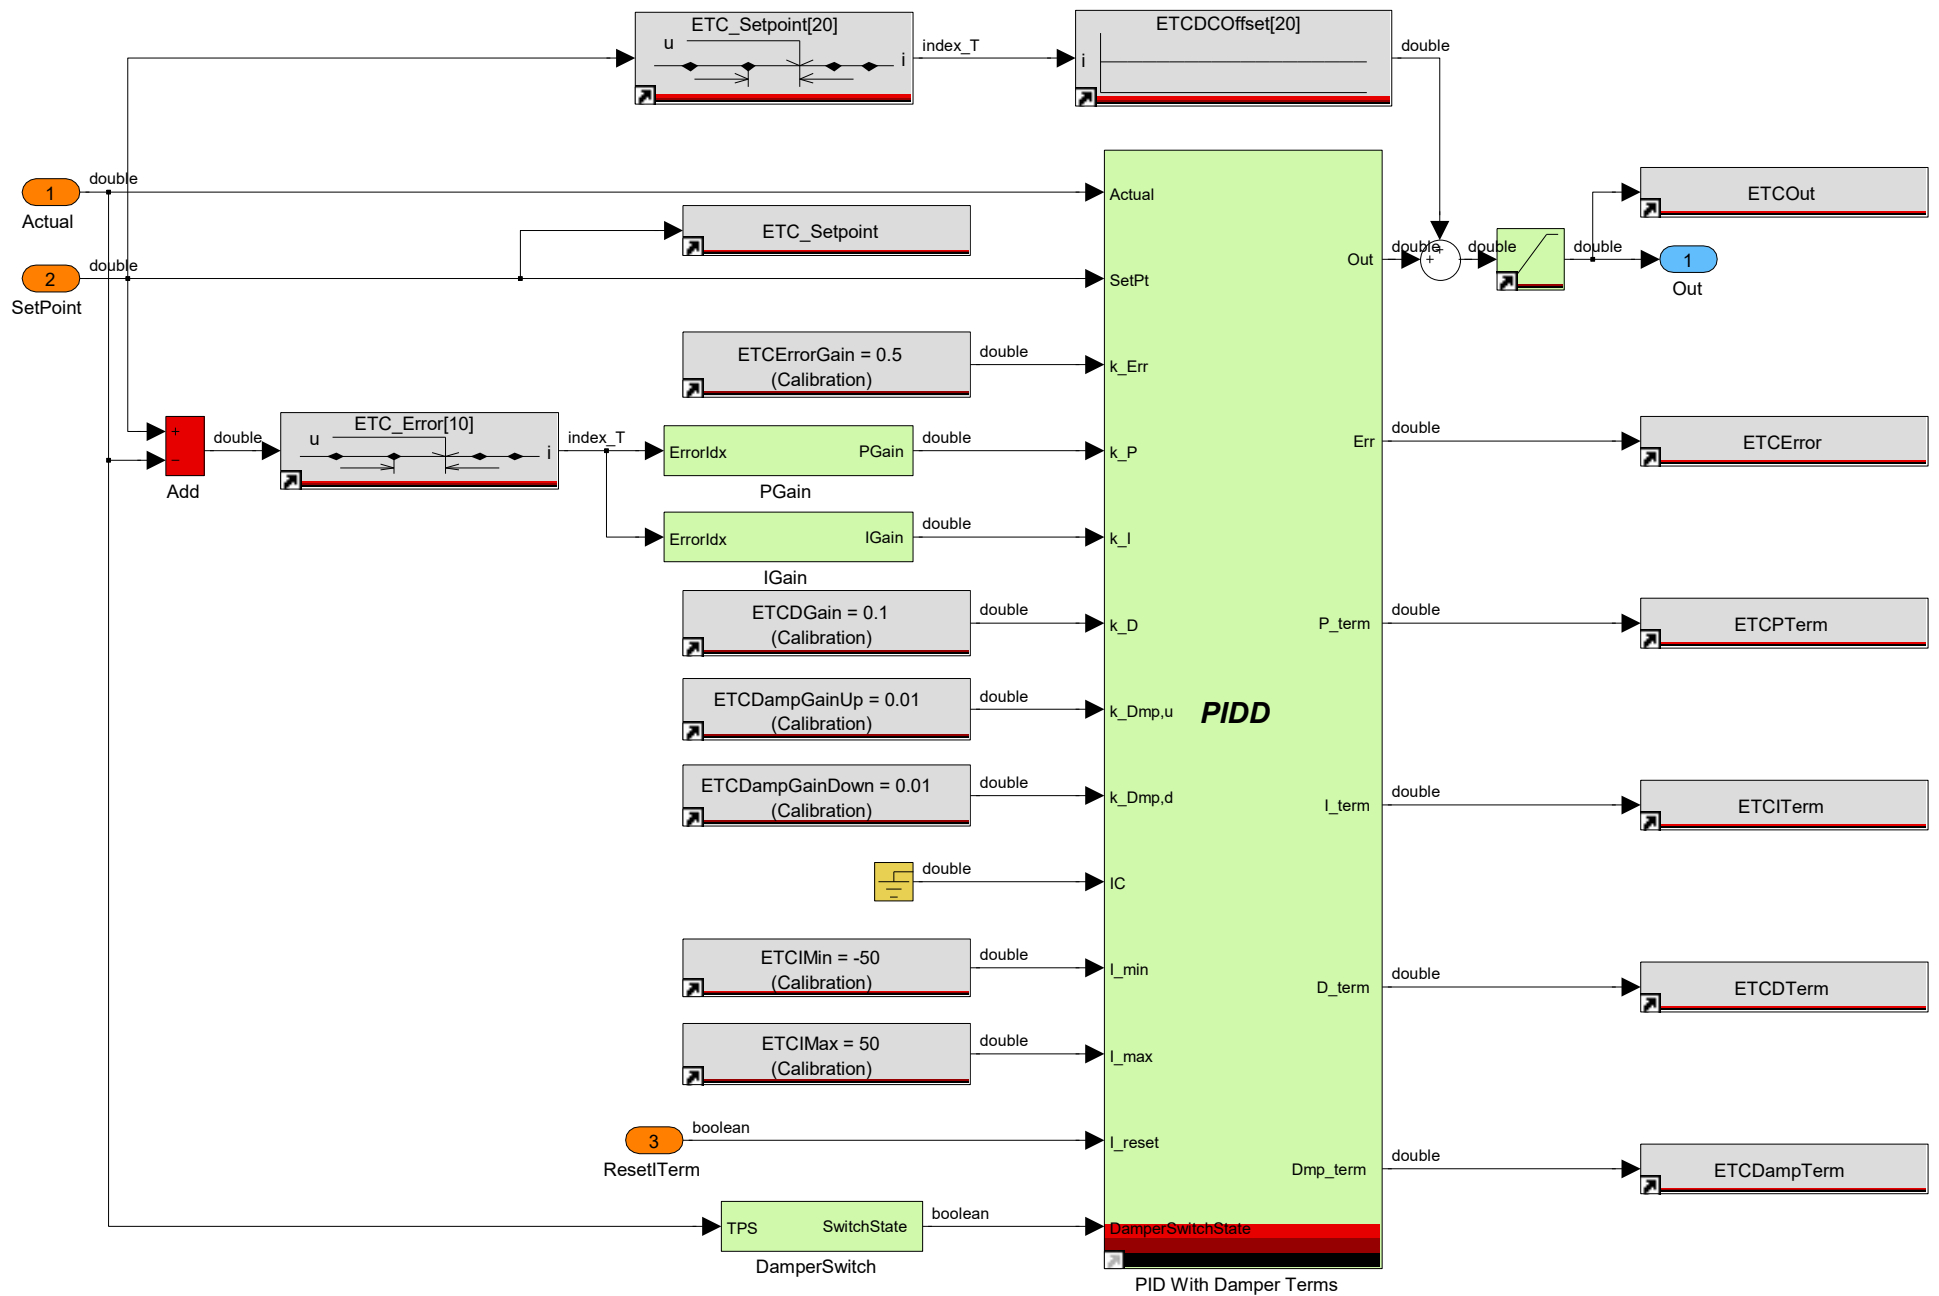 ETC_Setpoint[20]
u
i
index_T
ETCDCOffset[20]
i
double
1
Actual
double
2
SetPoint
double
ETC_Setpoint
ETCErrorGain = 0.5
(Calibration)
double
+
−
Add
double
ETC_Error[10]
u
i
index_T
ErrorIdx
PGain
PGain
double
ErrorIdx
IGain
IGain
double
ETCDGain = 0.1
(Calibration)
double
ETCDampGainUp = 0.01
(Calibration)
double
ETCDampGainDown = 0.01
(Calibration)
double
double
ETCIMin = -50
(Calibration)
double
ETCIMax = 50
(Calibration)
double
3
ResetITerm
boolean
TPS
SwitchState
DamperSwitch
boolean
Actual
SetPt
k_Err
k_P
k_I
k_D
k_Dmp,u
k_Dmp,d
IC
I_min
I_max
I_reset
DamperSwitchState
PIDD
Out
Err
P_term
I_term
D_term
Dmp_term
PID With Damper Terms
double
+
+
double
double
ETCOut
1
Out
double
ETCError
double
ETCPTerm
double
ETCITerm
double
ETCDTerm
double
ETCDampTerm